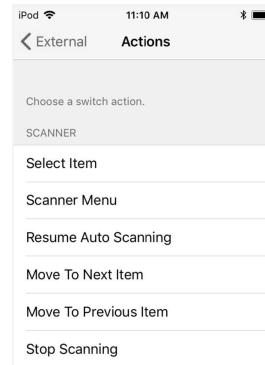 iPod 11:10 AM
External Actions
Choose a switch action.
SCANNER
Select Item
Scanner Menu
Resume Auto Scanning
Move To Next Item
Move To Previous Item
Stop Scanning